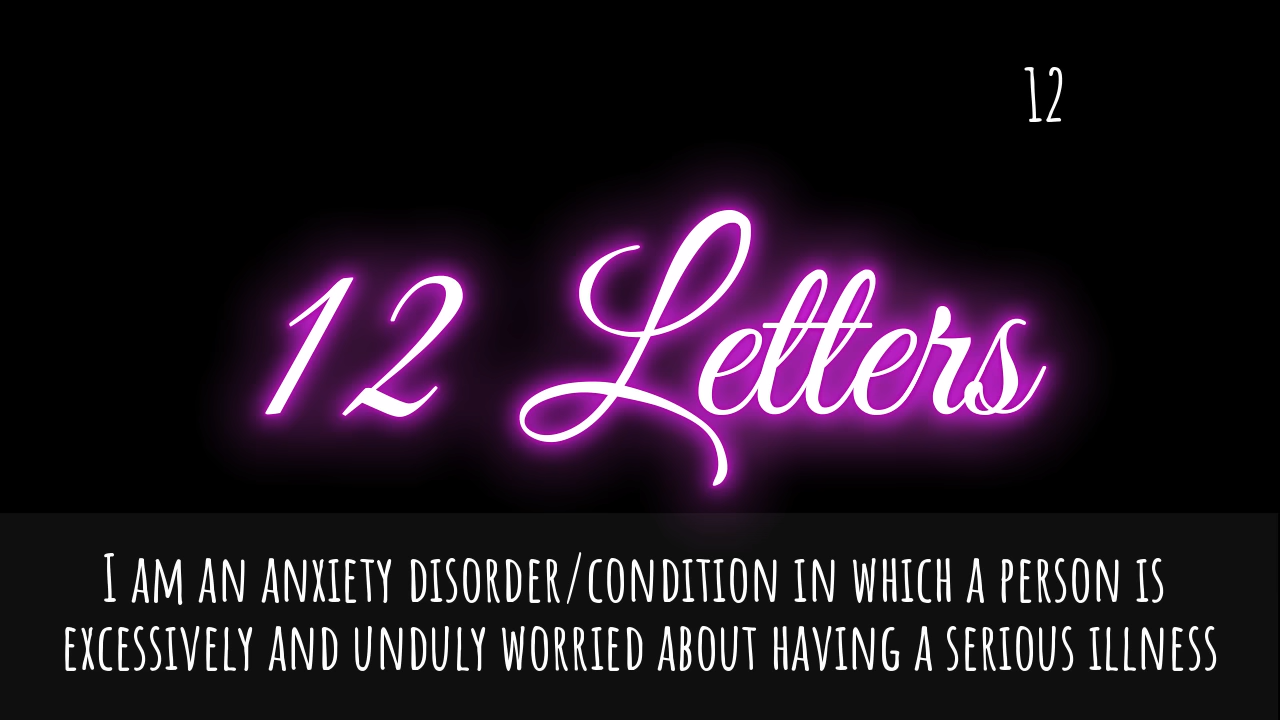 12
12 Letters
I am an anxiety disorder/condition in which a person is
excessively and unduly worried about having a serious illness